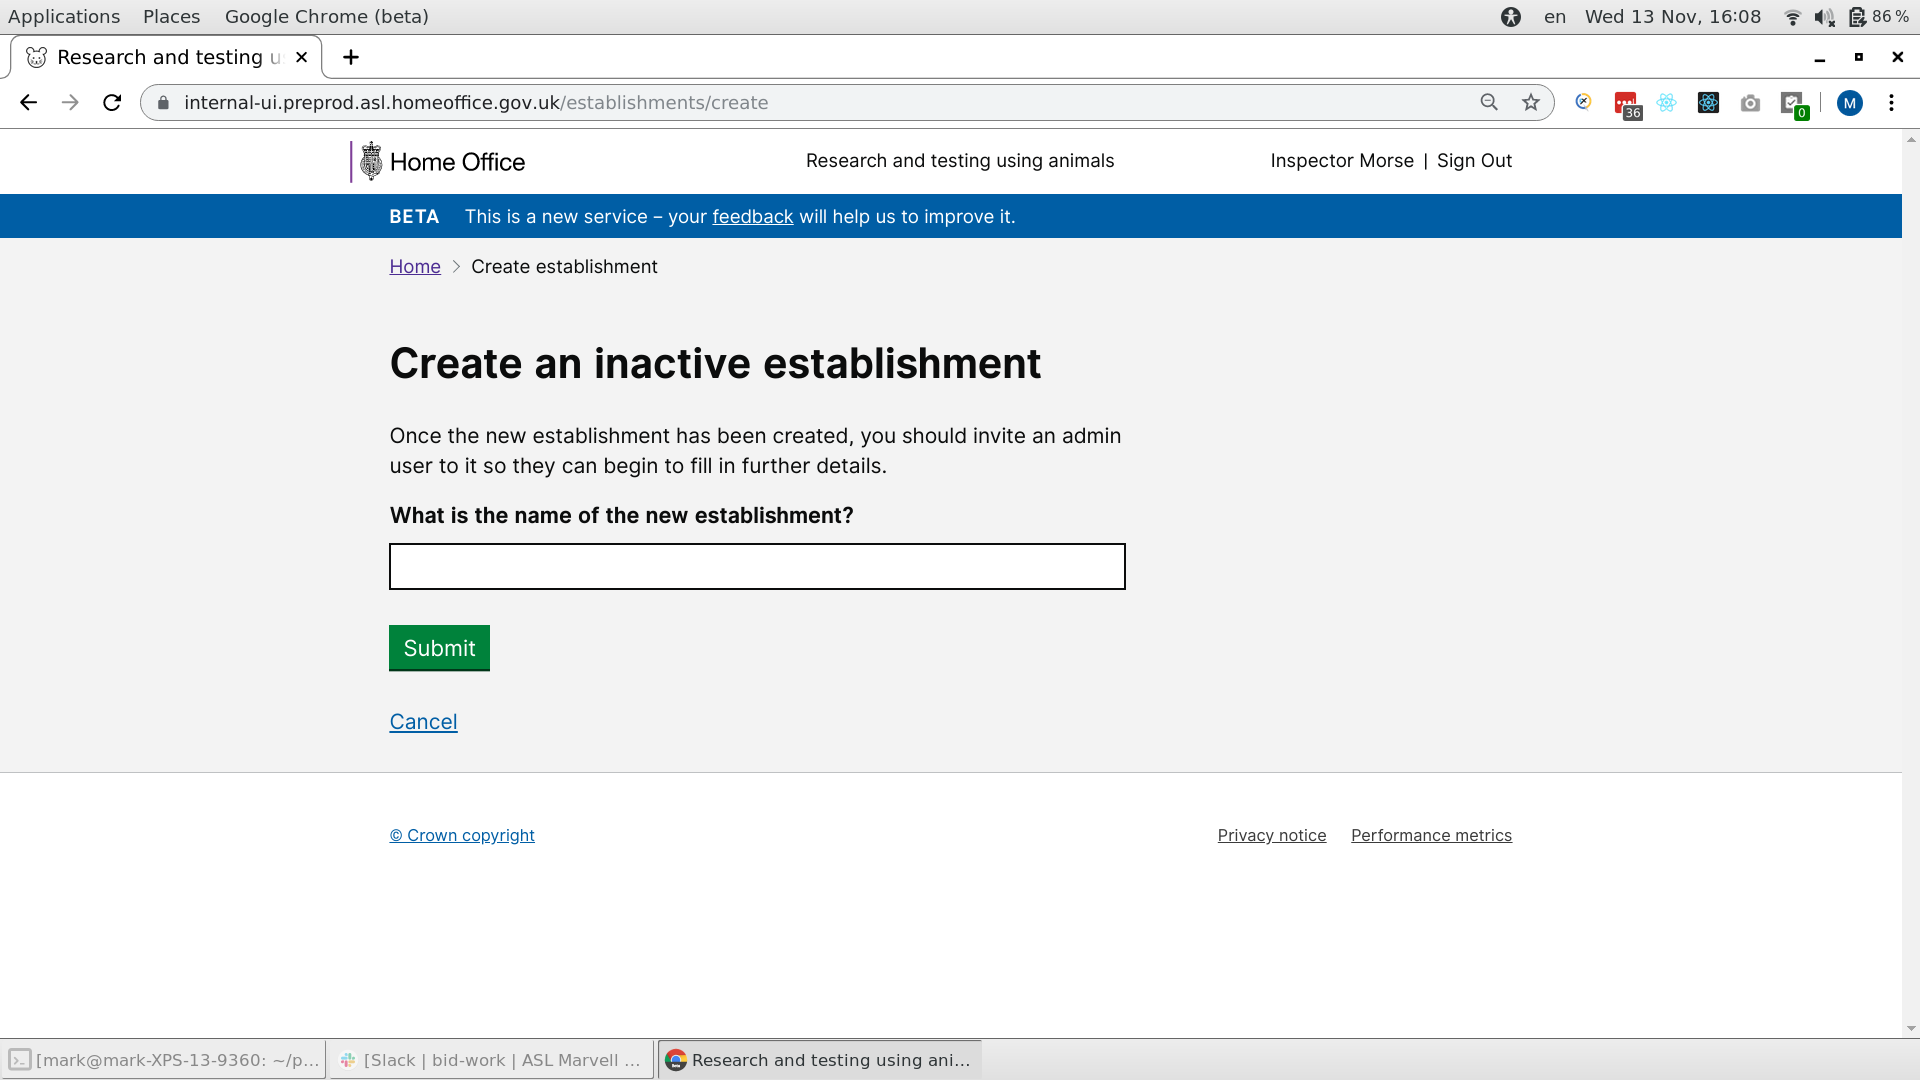 Applications Places Google Chrome (beta) en Wed 13 Nov, 16:08 86 %
Research and testing u
internal-ui.preprod.asl.homeoffice.gov.uk/establishments/create 36 0 M
Home Office Research and testing using animals Inspector Morse | Sign Out
BETA This is a new service – your feedback will help us to improve it.
Home Create establishment
Create an inactive establishment
Once the new establishment has been created, you should invite an admin
user to it so they can begin to fill in further details.
What is the name of the new establishment?
Submit
Cancel
© Crown copyright Privacy notice Performance metrics
[mark@mark-XPS-13-9360: ~/p... [Slack | bid-work | ASL Marvell ... Research and testing using ani...